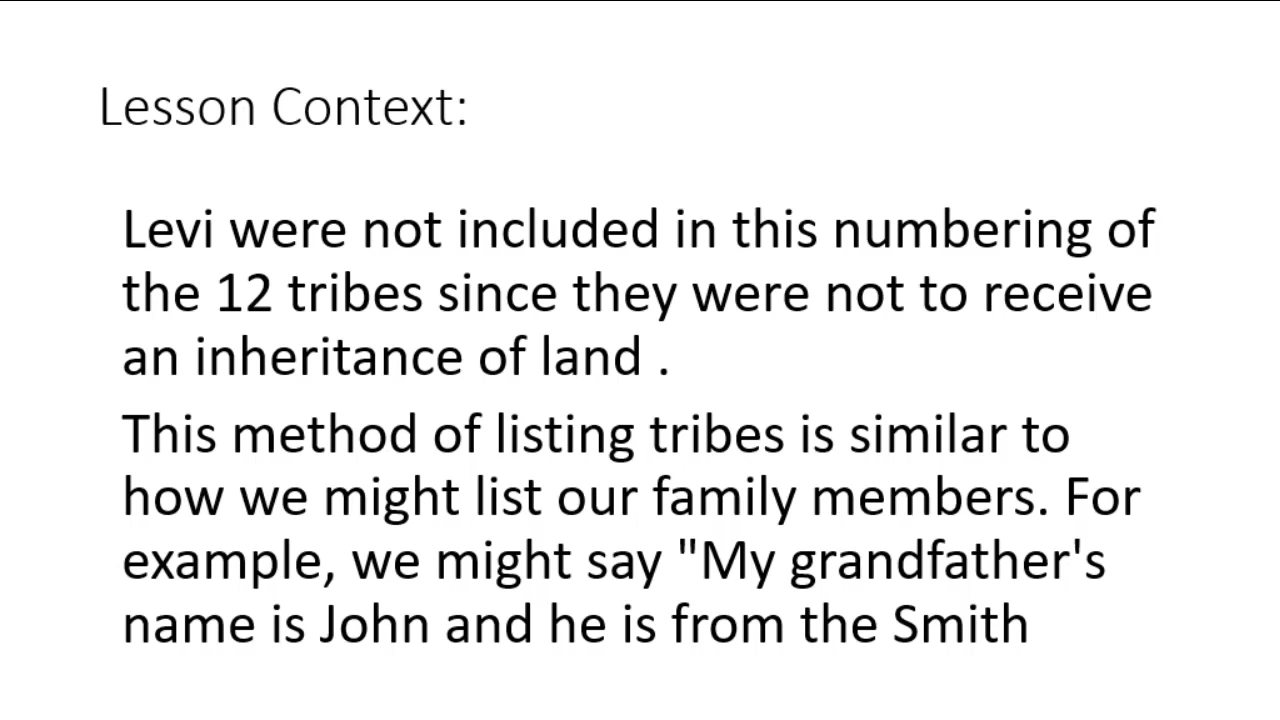 Lesson Context:
Levi were not included in this numbering of
the 12 tribes since they were not to receive
an inheritance of land .
This method of listing tribes is similar to
how we might list our family members. For
example, we might say "My grandfather's
name is John and he is from the Smith